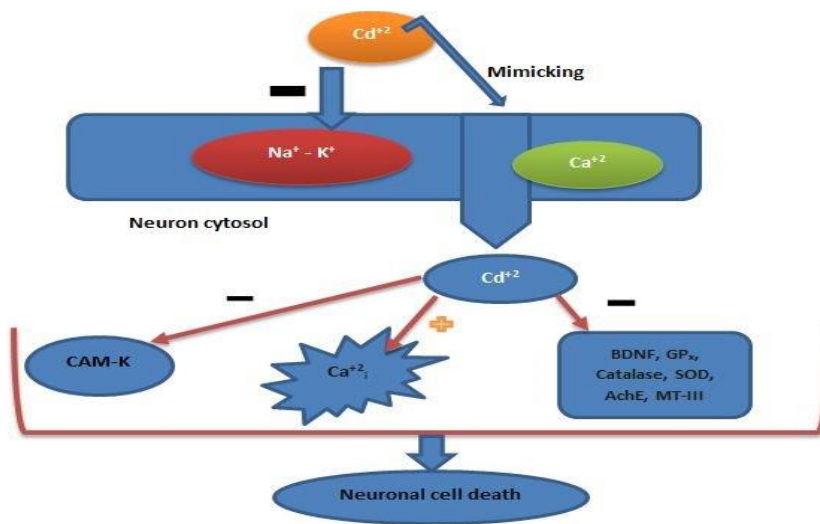 Cd⁺²
Mimicking
Na⁺ - K⁺
Ca⁺²
Neuron cytosol
Cd⁺²
CAM-K
Ca⁺²ᵢ
BDNF, GPₓ,
Catalase, SOD,
AchE, MT-III
Neuronal cell death